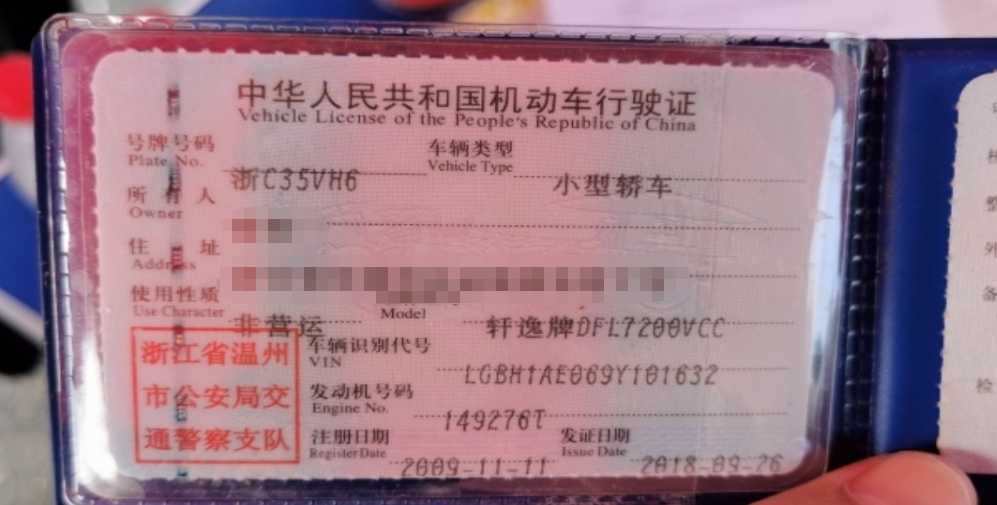 中华人民共和国机动车行驶证
Vehicle License of the People's Republic of China
号牌号码 浙C35VH6 车辆类型 小型轿车
Plate No. Vehicle Type
所有人
Owner
住址
Address
使用性质 非营运
Use Character Model 轩逸牌DFL7200VCC
浙江省温州
市公安局交
通警察支队
车辆识别代号 LGBH1AE069Y101632
VIN
发动机号码 149276T
Engine No.
注册日期 2009-11-11 发证日期 2018-09-26
Register Date Issue Date